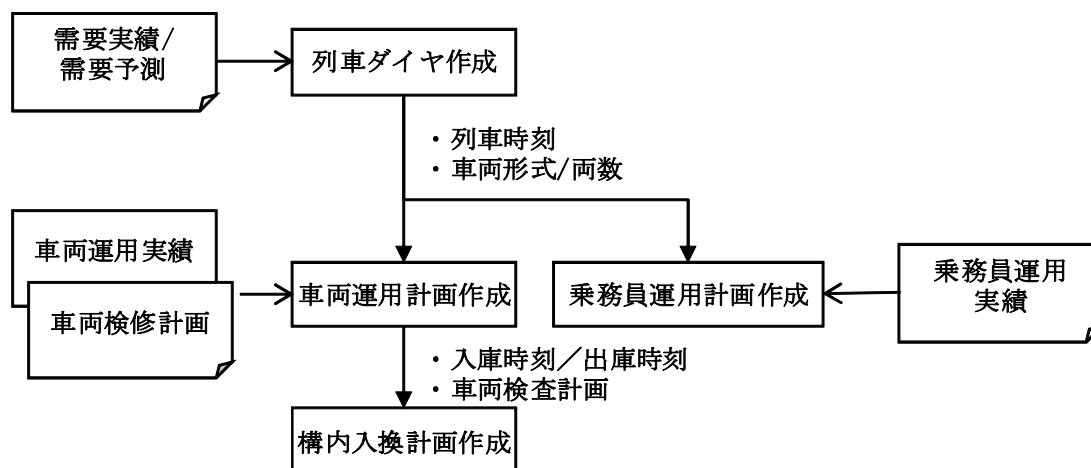 需要実績/
需要予測
列車ダイヤ作成
・列車時刻
・車両形式/両数
車両運用実績
車両検修計画
車両運用計画作成
乗務員運用計画作成
乗務員運用
実績
・入庫時刻／出庫時刻
・車両検査計画
構内入換計画作成